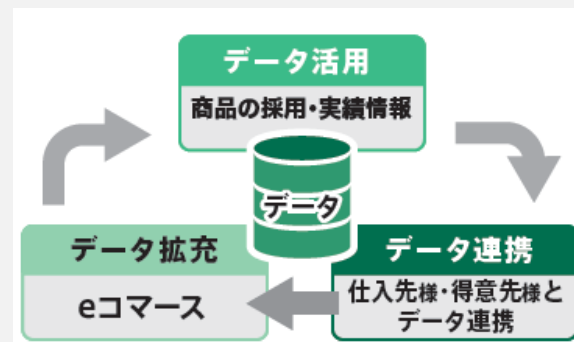 データ活用
商品の採用・実績情報
データ
データ拡充
eコマース
データ連携
仕入先様・得意先様と
データ連携